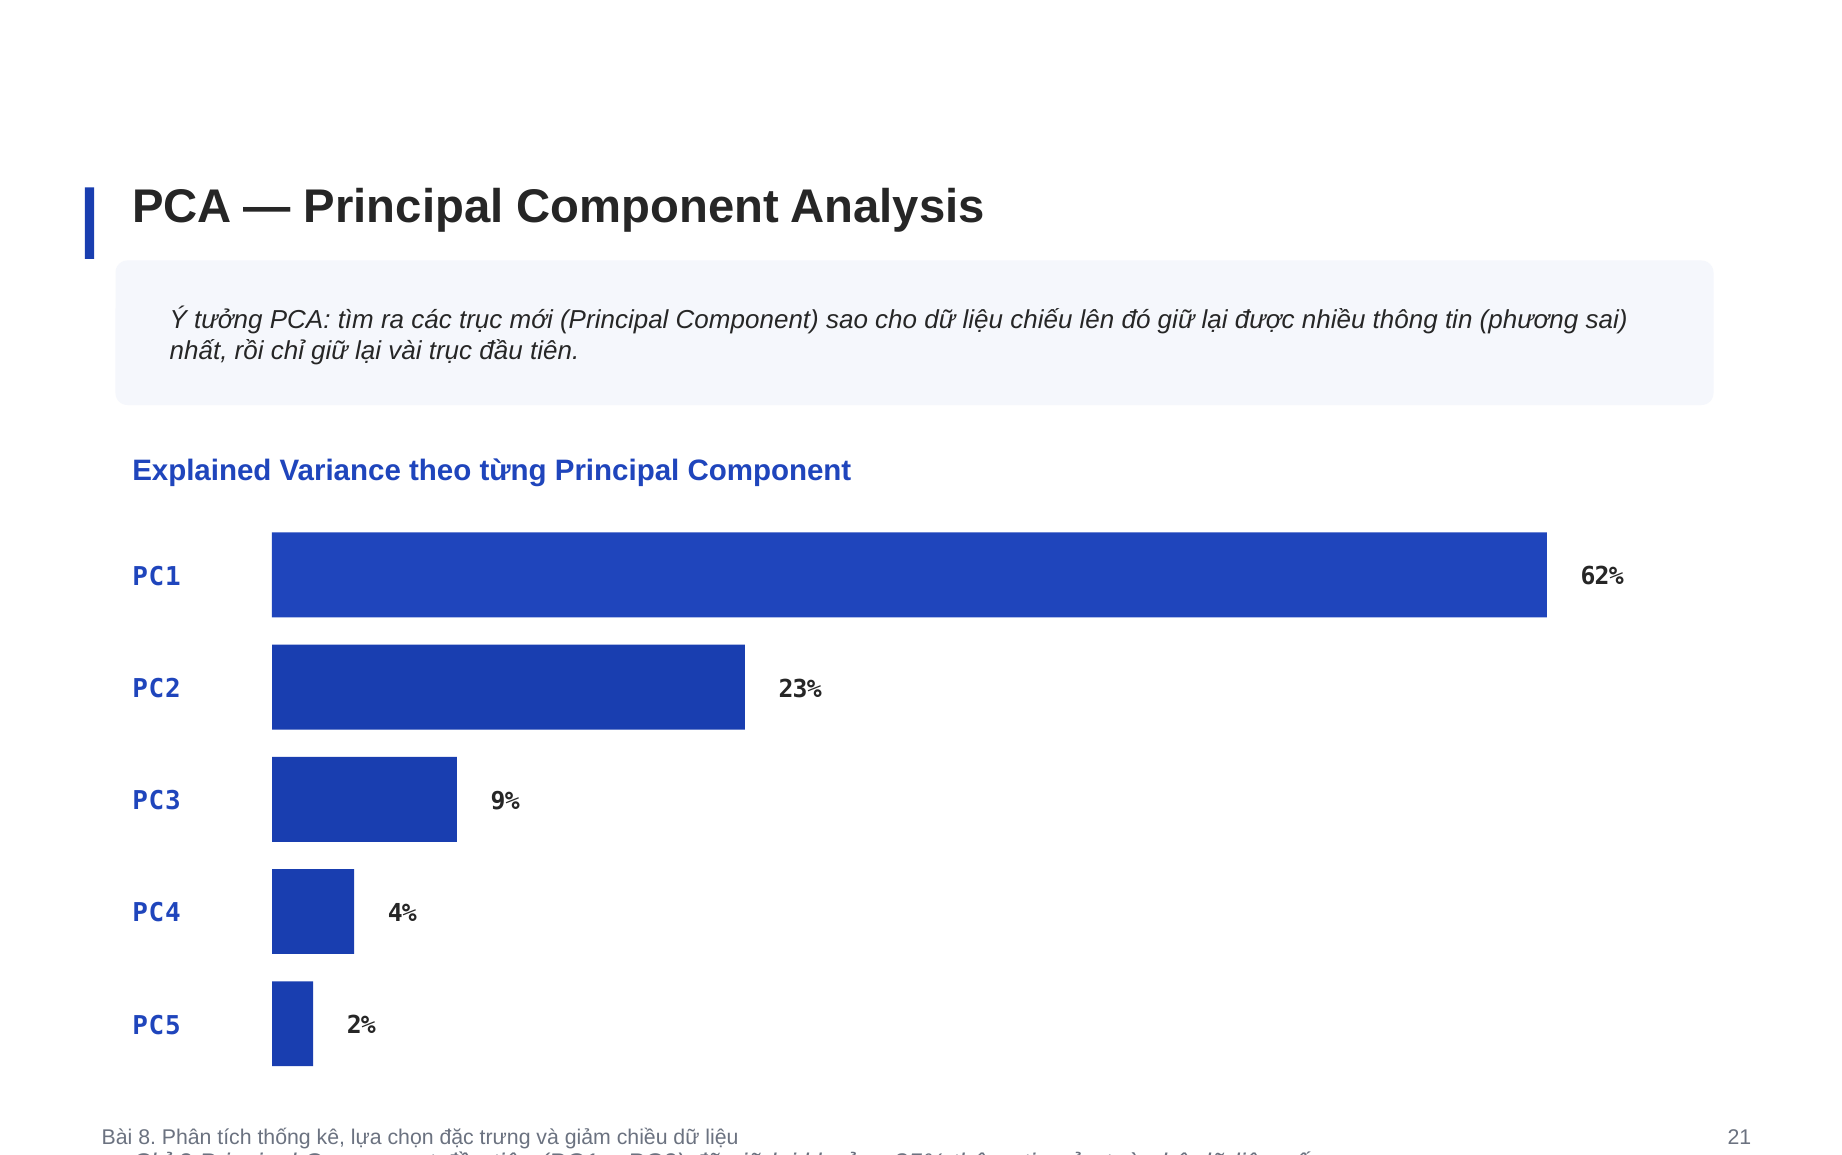 PCA — Principal Component Analysis
Ý tưởng PCA: tìm ra các trục mới (Principal Component) sao cho dữ liệu chiếu lên đó giữ lại được nhiều thông tin (phương sai)
nhất, rồi chỉ giữ lại vài trục đầu tiên.
Explained Variance theo từng Principal Component
PC1 62%
PC2 23%
PC3 9%
PC4 4%
PC5 2%
Bài 8. Phân tích thống kê, lựa chọn đặc trưng và giảm chiều dữ liệu 21